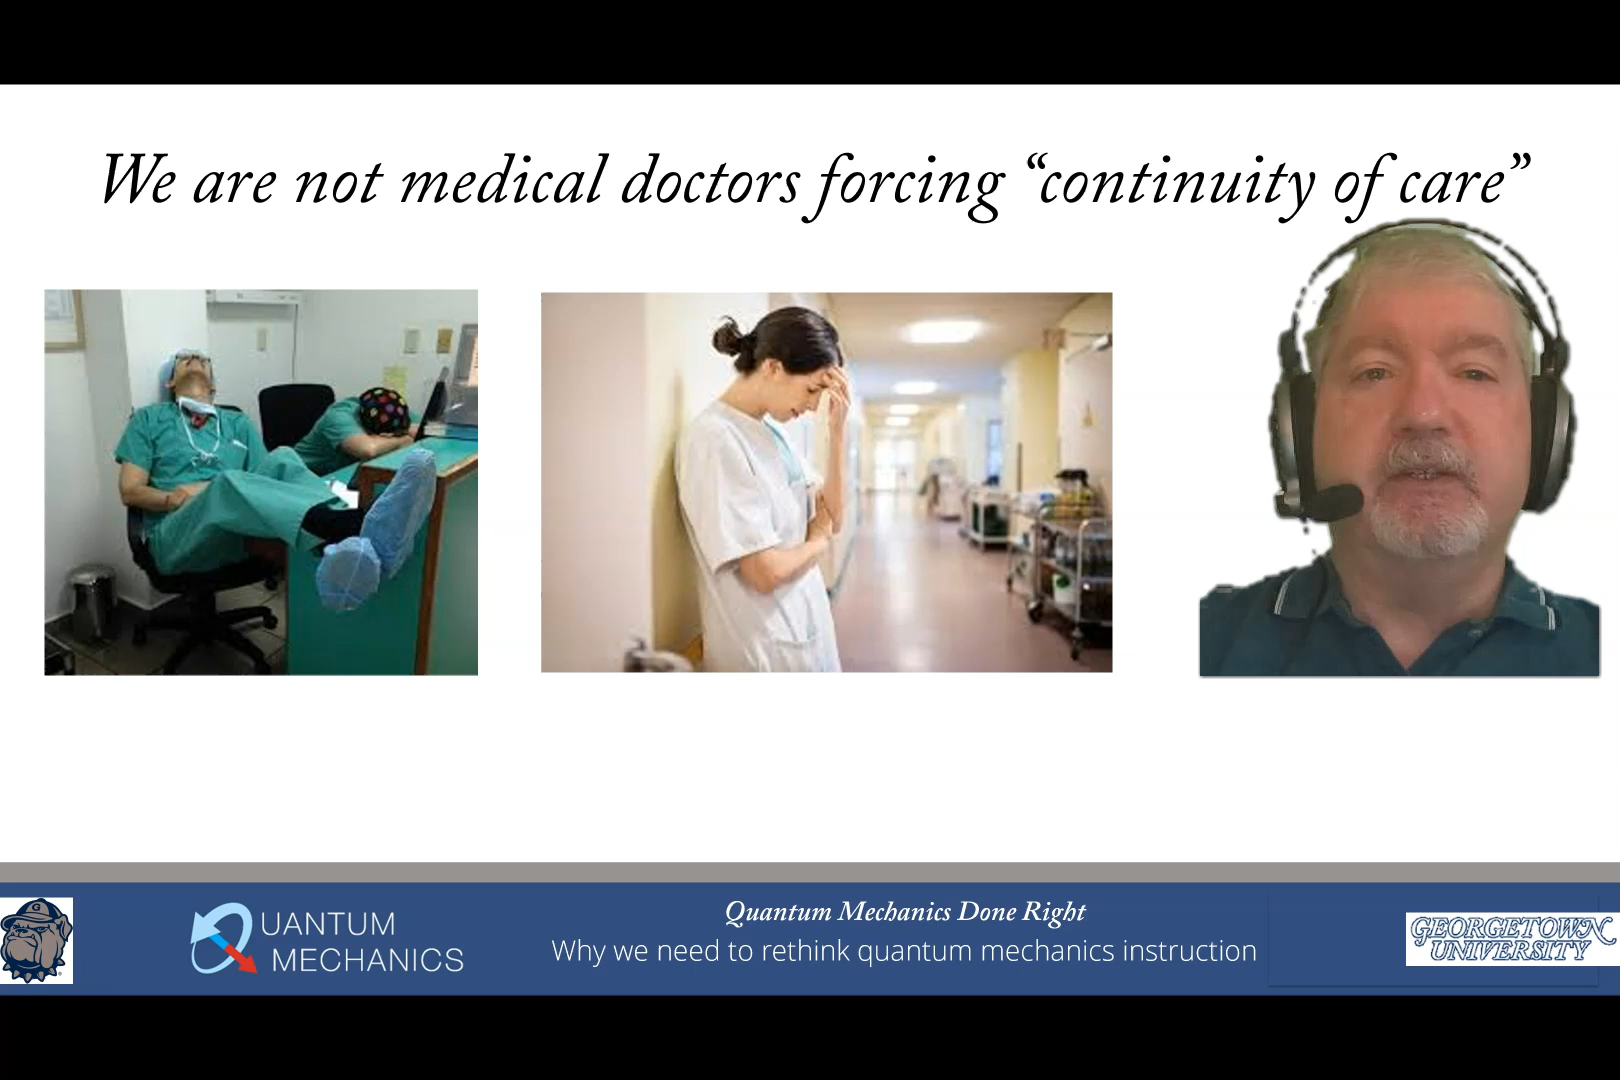 We are not medical doctors forcing “continuity of care”
G
QUANTUM
MECHANICS
Quantum Mechanics Done Right
Why we need to rethink quantum mechanics instruction
GEORGETOWN
UNIVERSITY